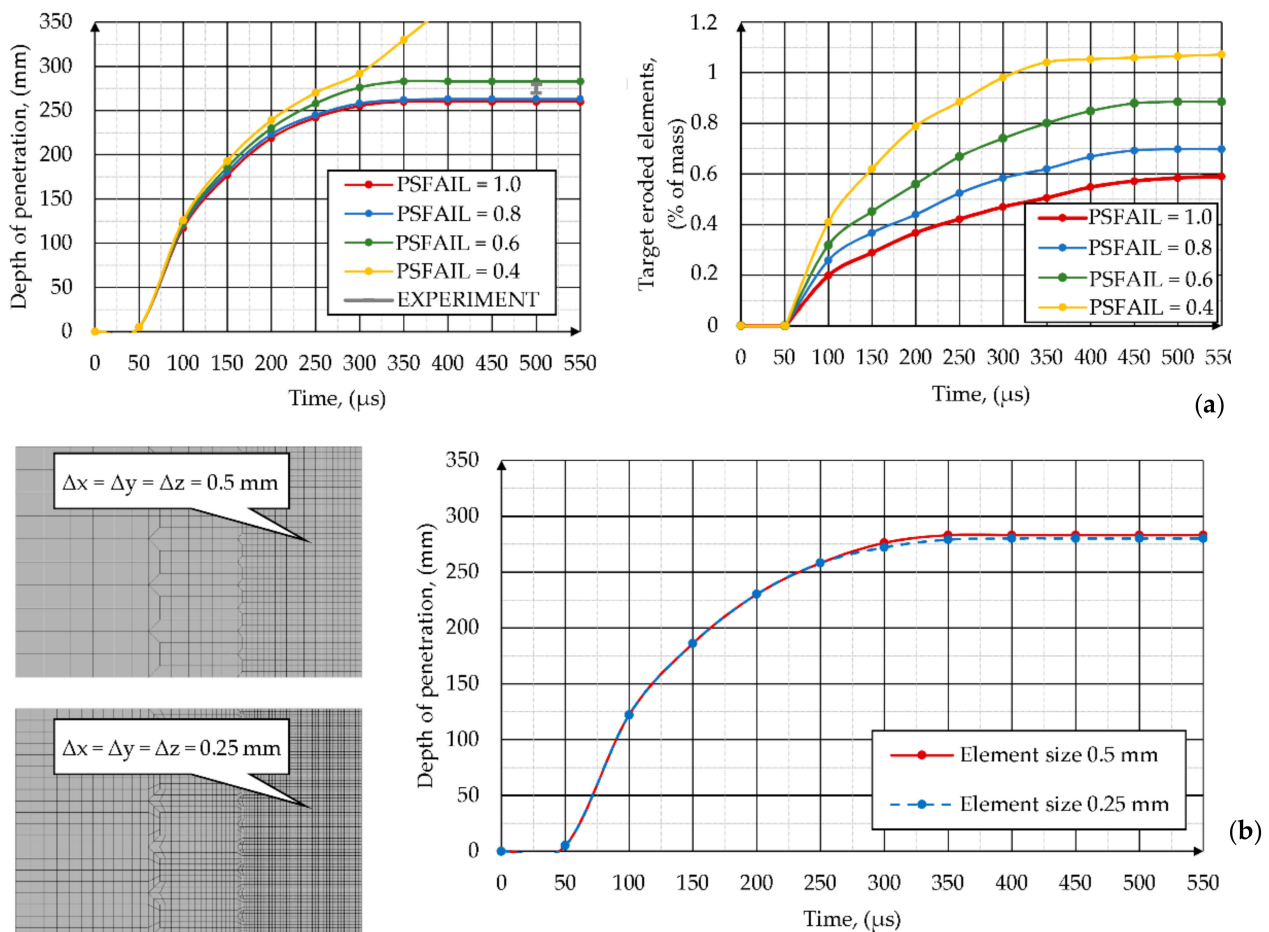 350
300
250
200
150
100
50
0
Depth of penetration, (mm)
PSFAIL = 1.0
PSFAIL = 0.8
PSFAIL = 0.6
PSFAIL = 0.4
EXPERIMENT
0 50 100 150 200 250 300 350 400 450 500 550
Time, (μs)
1.2
1
0.8
0.6
0.4
0.2
0
Target eroded elements,
(% of mass)
PSFAIL = 1.0
PSFAIL = 0.8
PSFAIL = 0.6
PSFAIL = 0.4
0 50 100 150 200 250 300 350 400 450 500 550
Time, (μs)
(a)
Δx = Δy = Δz = 0.5 mm
Δx = Δy = Δz = 0.25 mm
350
300
250
200
150
100
50
0
Depth of penetration, (mm)
Element size 0.5 mm
Element size 0.25 mm
0 50 100 150 200 250 300 350 400 450 500 550
Time, (μs)
(b)